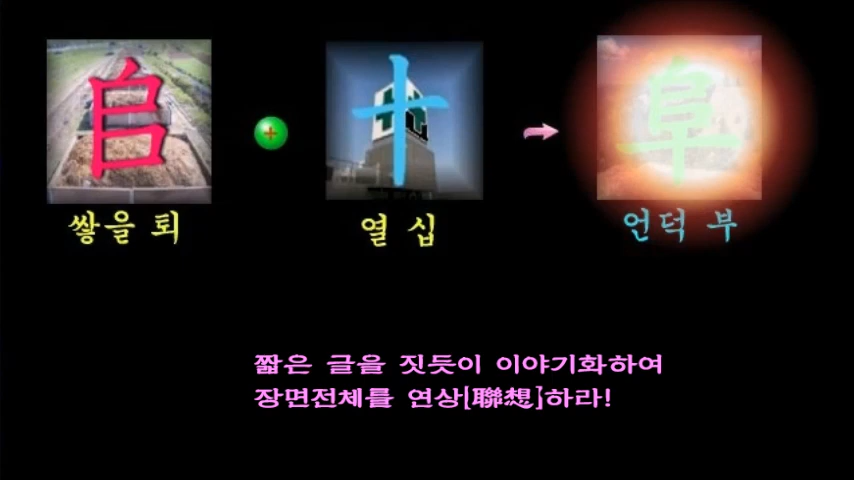 𠂤 + 十 → 阜
쌓을 퇴 열 십 언덕 부
짧은 글을 짓듯이 이야기화하여
장면전체를 연상[聯想]하라!